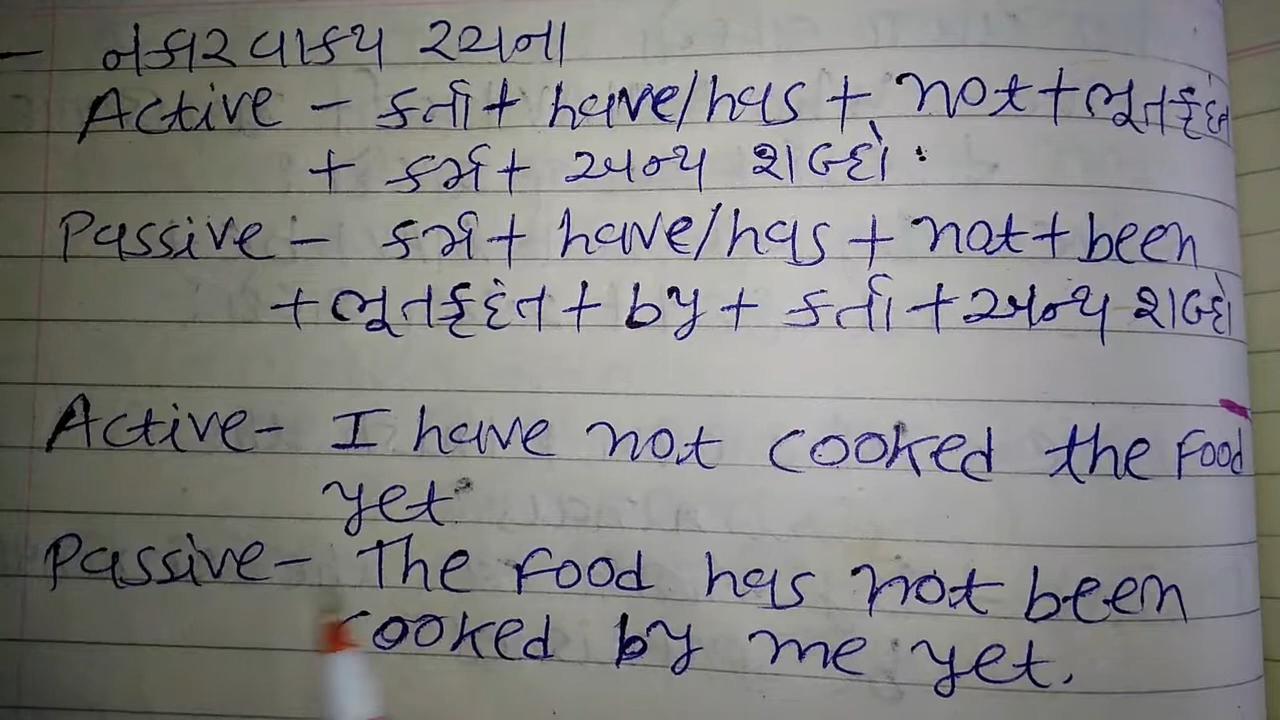 - નકાર વાક્ય રચના
Active - કર્તા + have/has + not + ભૂતકૃદંત
+ કર્મ + અન્ય શબ્દો.
Passive - કર્મ + have/has + not + been
+ ભૂતકૃદંત + by + કર્તા + અન્ય શબ્દો
Active - I have not cooked the food
yet.
Passive - The food has not been
cooked by me yet.